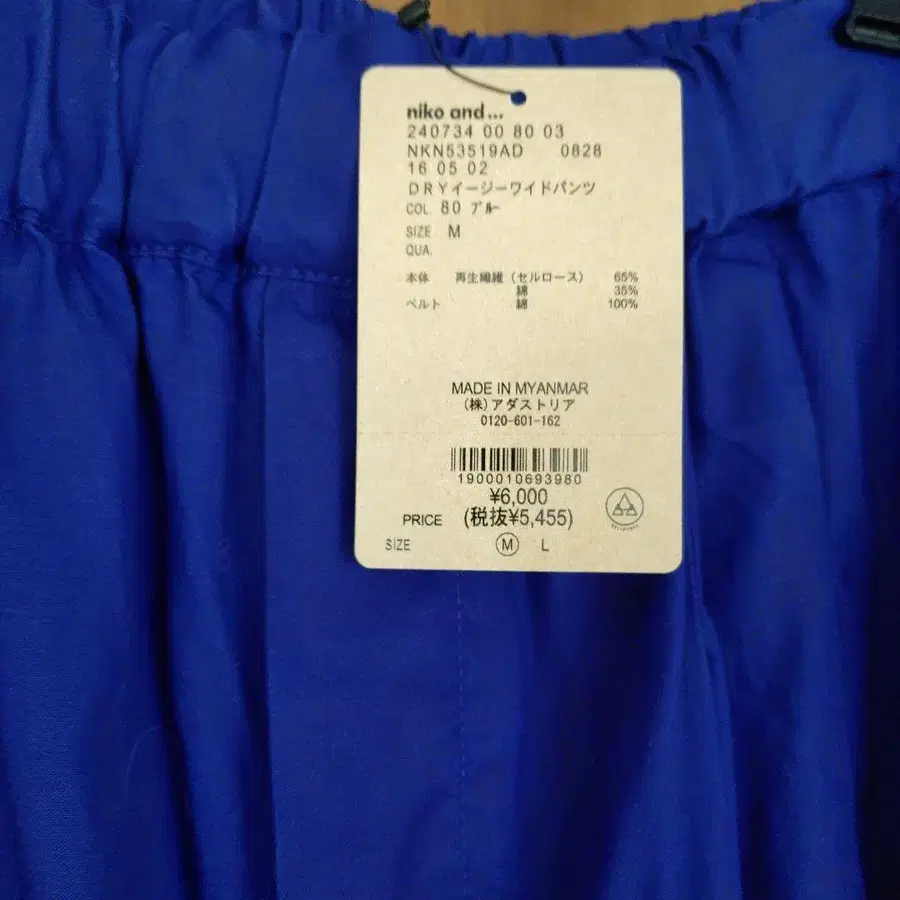 niko and...
240734 00 80 03
NKN53519AD 0828
16 05 02
DRYイージーワイドパンツ
COL. 80 ブルー
SIZE M
QUA.
本体 再生繊維(セルロース) 65%
綿 35%
ベルト 綿 100%
MADE IN MYANMAR
(株)アダストリア
0120-601-162
1900010693980
¥6,000
PRICE (税抜¥5,455)
SIZE M L